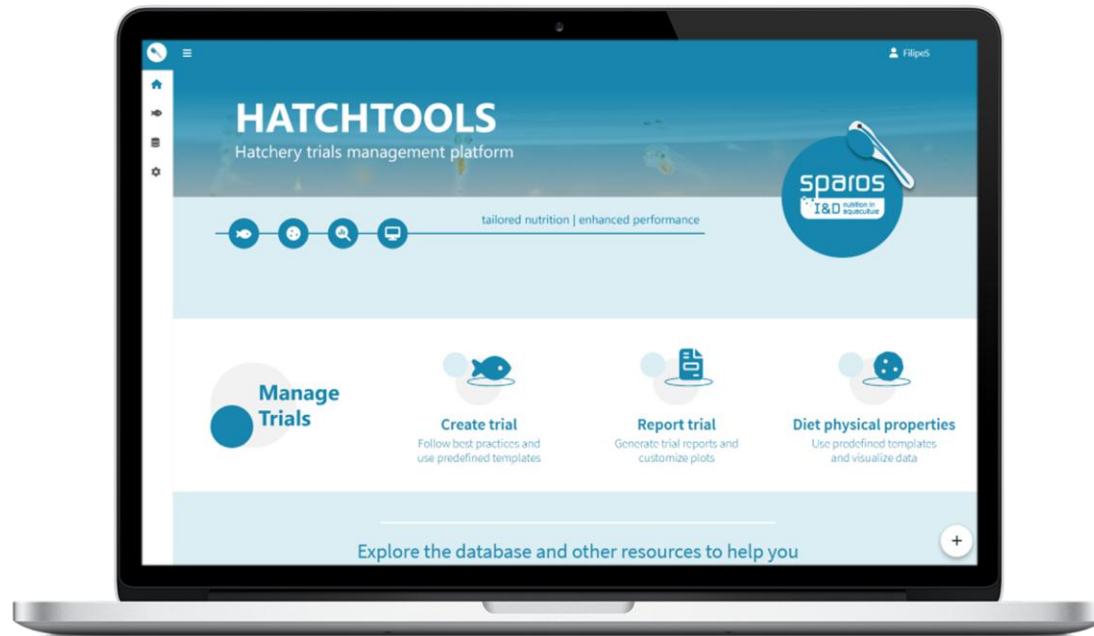 FilipeS
HATCHTOOLS
Hatchery trials management platform
sparos
I&D nutrition in
aquaculture
tailored nutrition | enhanced performance
Manage
Trials
Create trial
Follow best practices and
use predefined templates
Report trial
Generate trial reports and
customize plots
Diet physical properties
Use predefined templates
and visualize data
Explore the database and other resources to help you